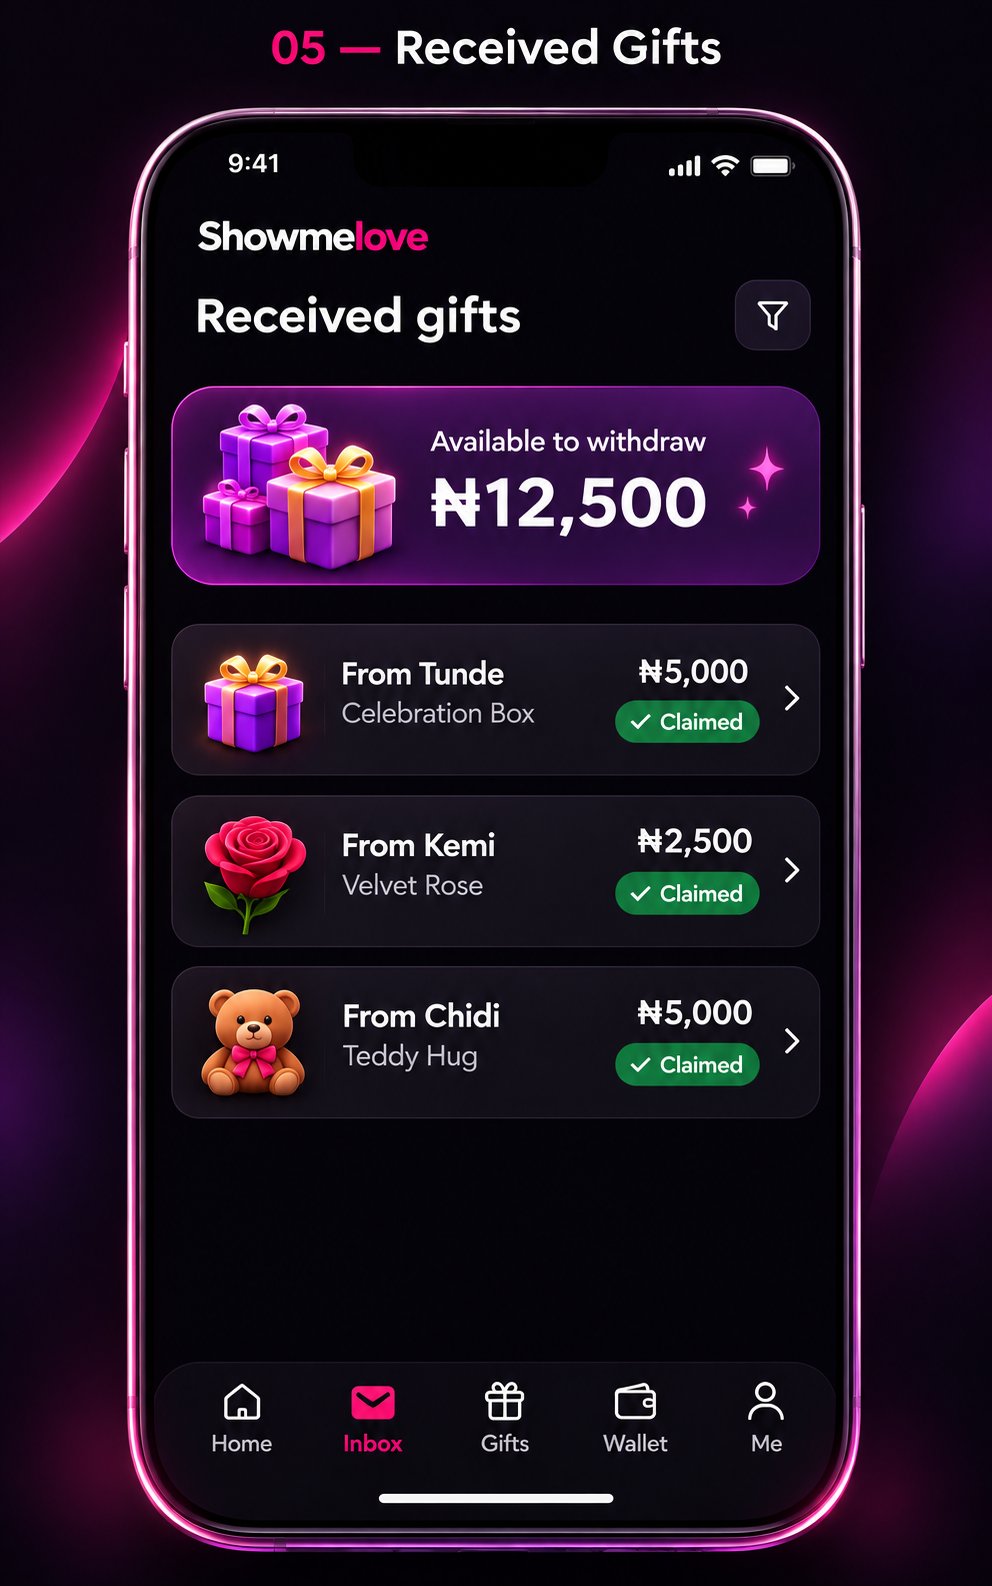 05 — Received Gifts
9:41
Showmelove
Received gifts
Available to withdraw
₦12,500
From Tunde
Celebration Box
₦5,000
✓ Claimed
From Kemi
Velvet Rose
₦2,500
✓ Claimed
From Chidi
Teddy Hug
₦5,000
✓ Claimed
Home
Inbox
Gifts
Wallet
Me